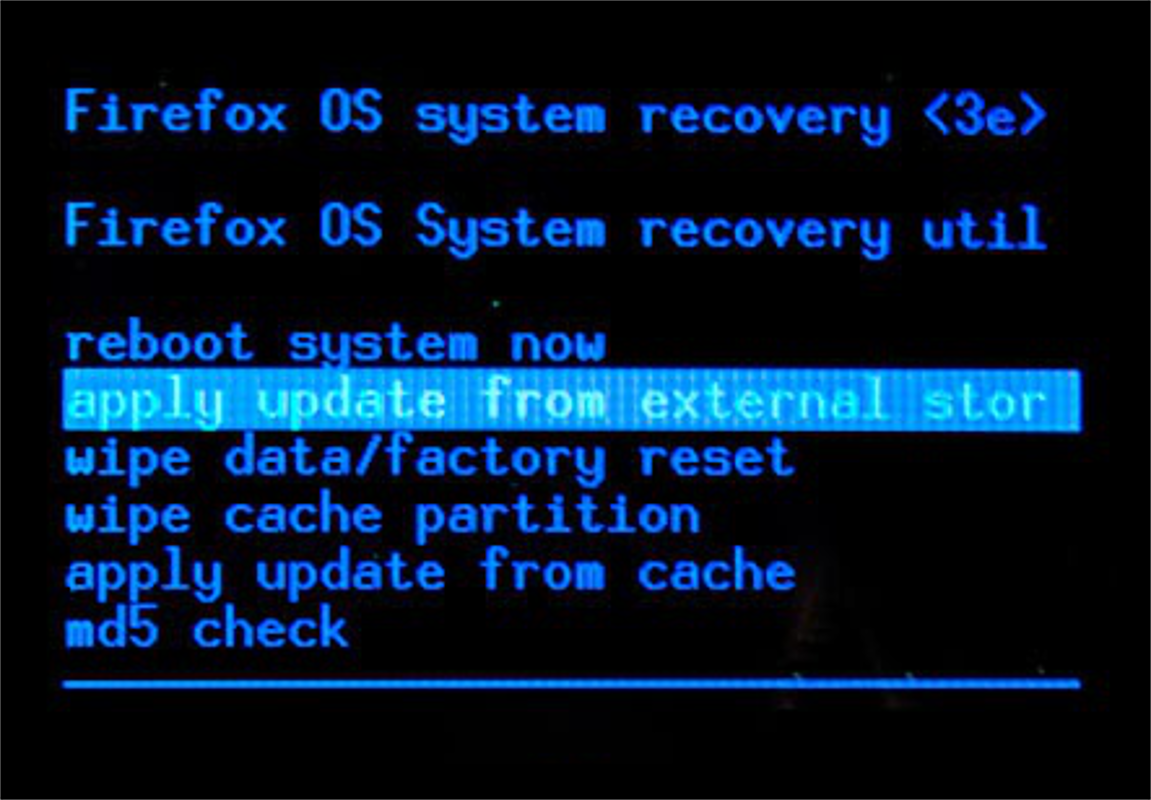 Firefox OS system recovery <3e>
Firefox OS System recovery util
reboot system now
apply update from external stor
wipe data/factory reset
wipe cache partition
apply update from cache
md5 check